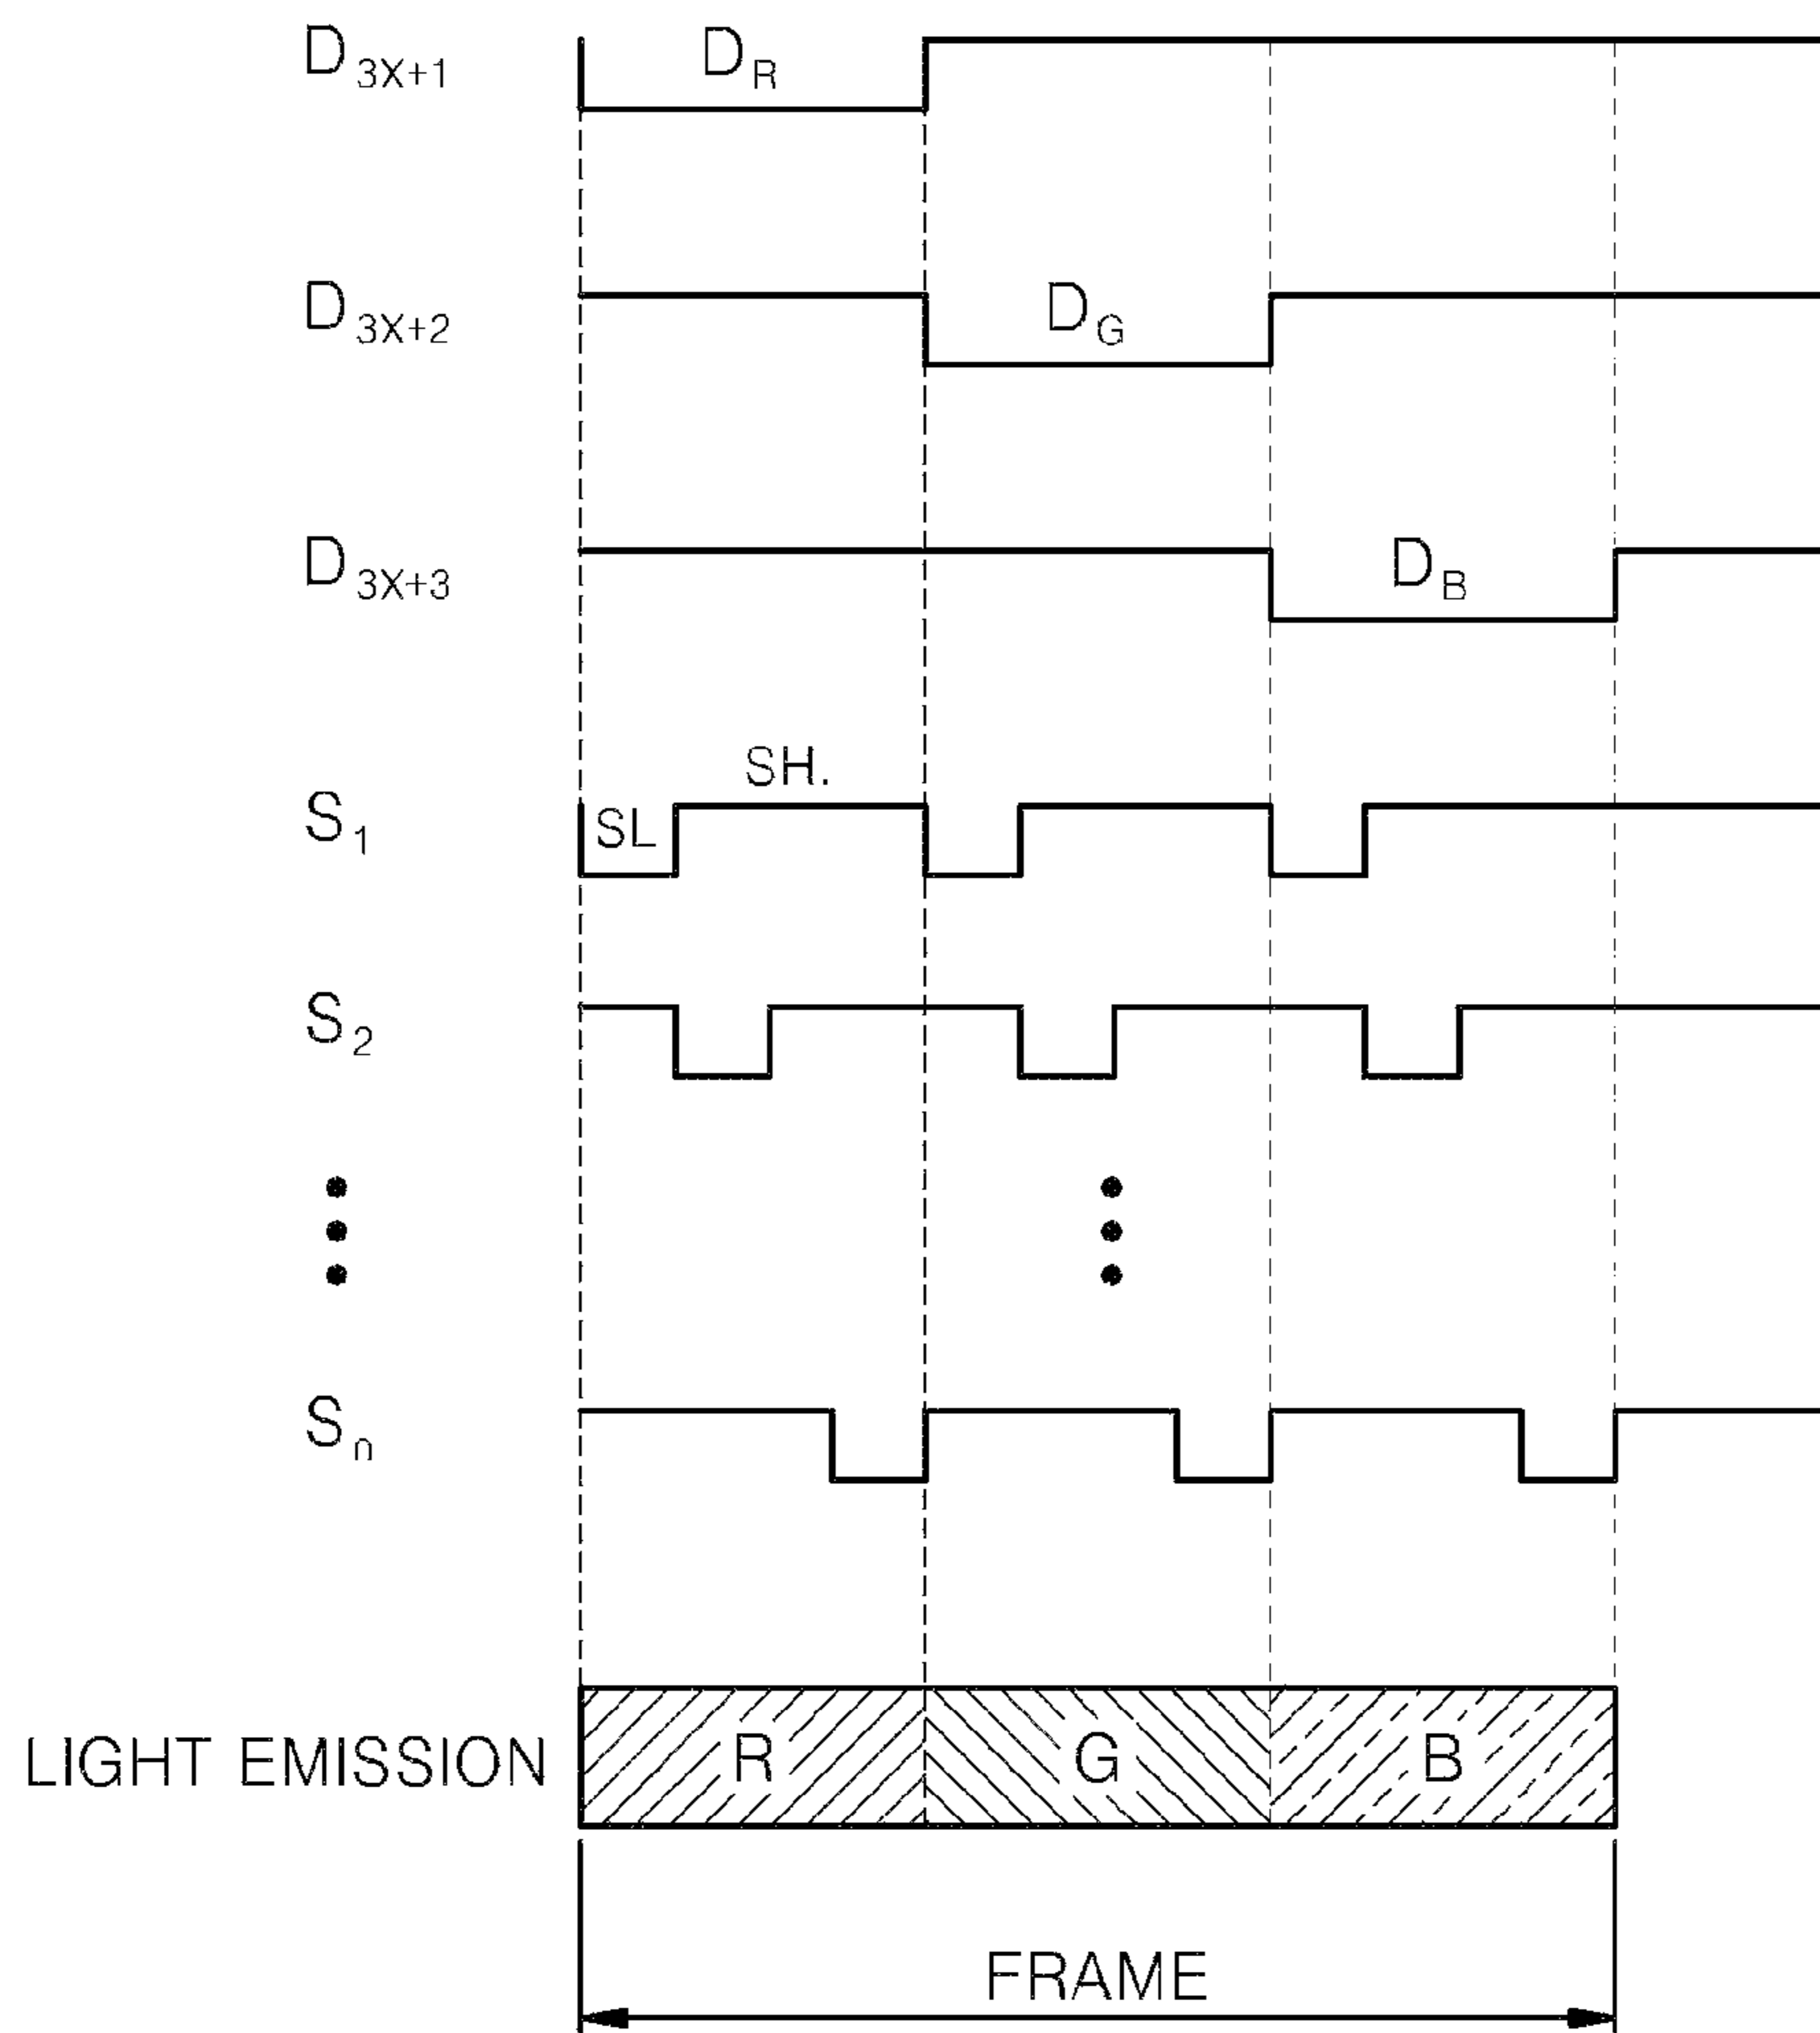 D3X+1 DR
D3X+2 DG
D3X+3 DB
SH.
S1 SL
S2
Sn
LIGHT EMISSION R G B
FRAME